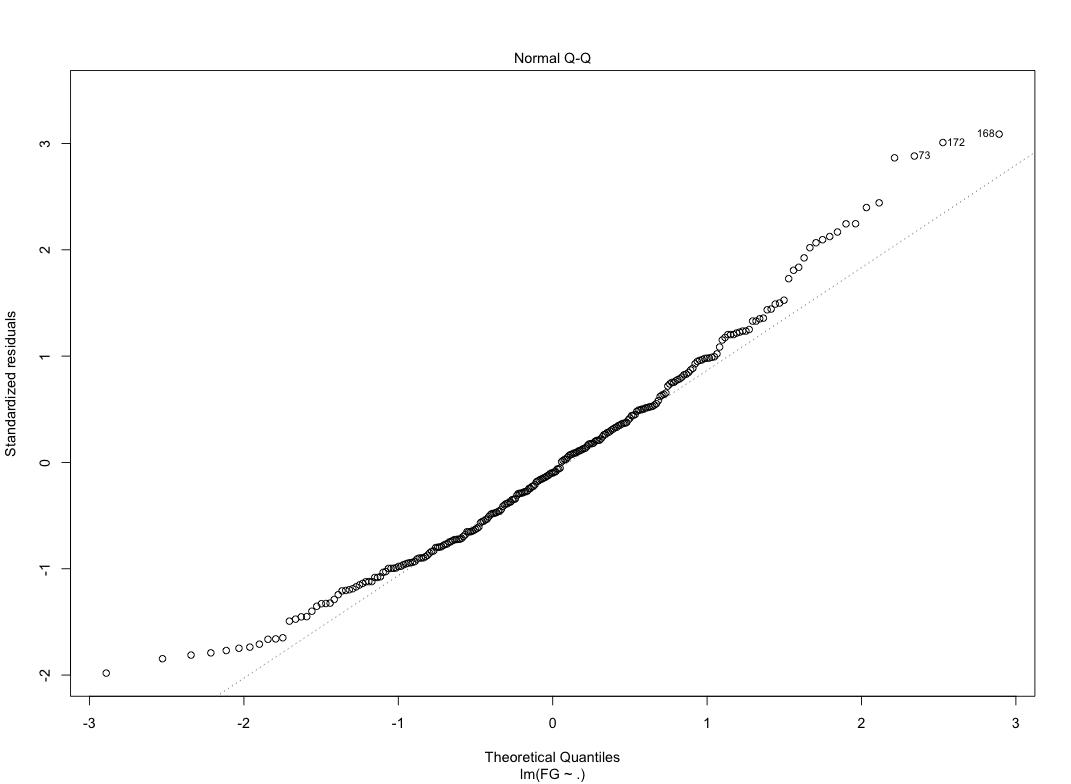 Normal Q-Q
Standardized residuals
3
2
1
0
-1
-2
168
172
73
-3 -2 -1 0 1 2 3
Theoretical Quantiles
lm(FG ~ .)